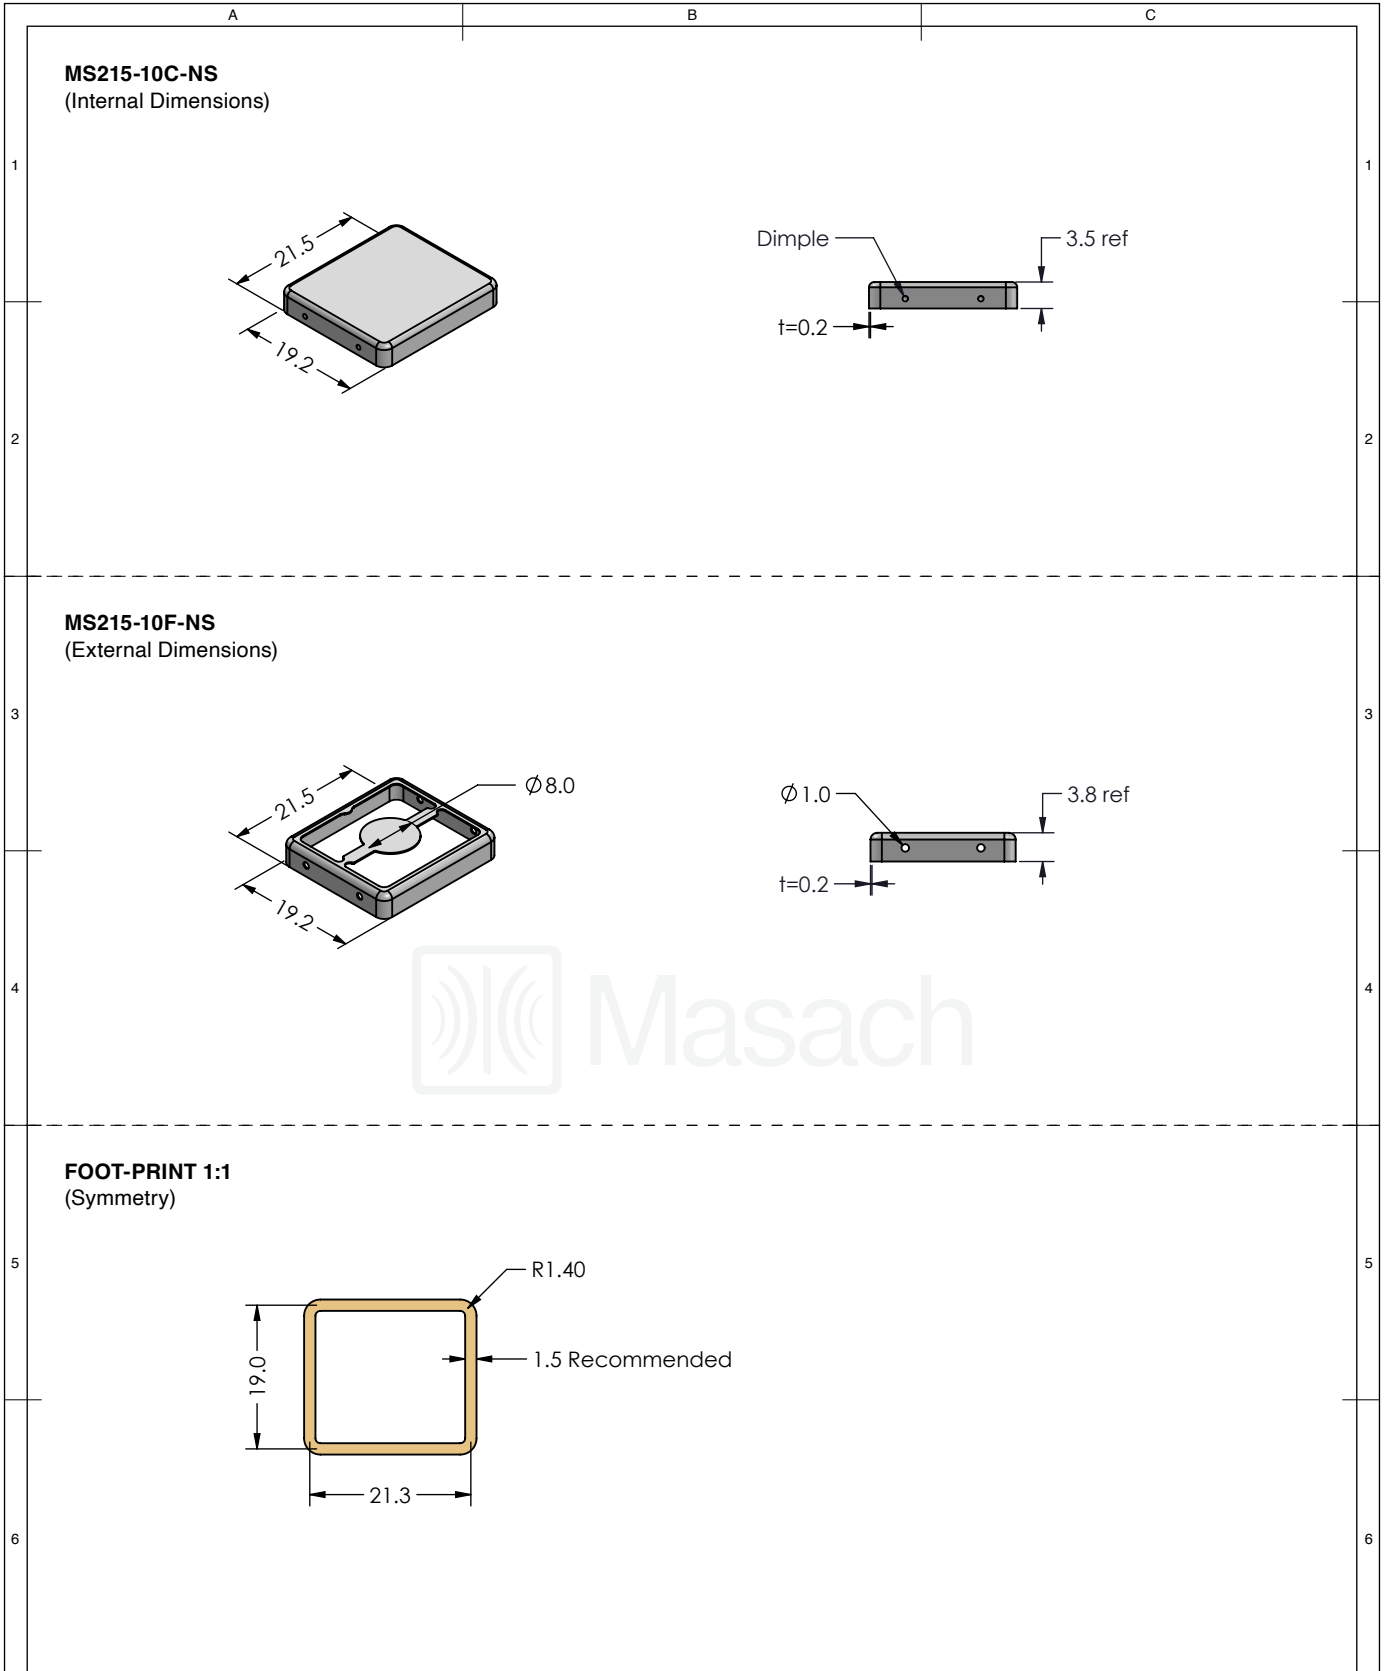 A B C
MS215-10C-NS
(Internal Dimensions)
1 1
21.5
19.2
Dimple
3.5 ref
t=0.2
2 2
MS215-10F-NS
(External Dimensions)
3 3
21.5
Ø8.0
19.2
Ø1.0
3.8 ref
t=0.2
Masach
4 4
FOOT-PRINT 1:1
(Symmetry)
5 5
R1.40
1.5 Recommended
19.0
21.3
6 6